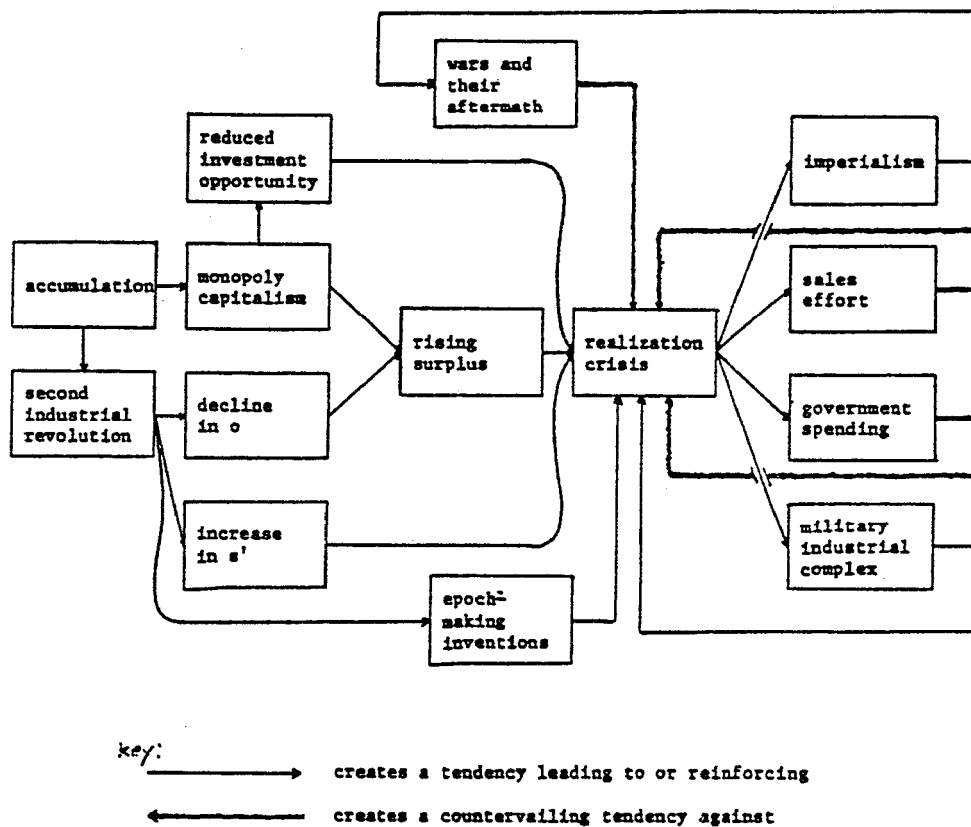 wars and
their
aftermath
reduced
investment
opportunity
imperialism
accumulation
monopoly
capitalism
sales
effort
rising
surplus
realization
crisis
second
industrial
revolution
decline
in o
government
spending
increase
in s'
military
industrial
complex
epoch-
making
inventions
key:
creates a tendency leading to or reinforcing
creates a countervailing tendency against